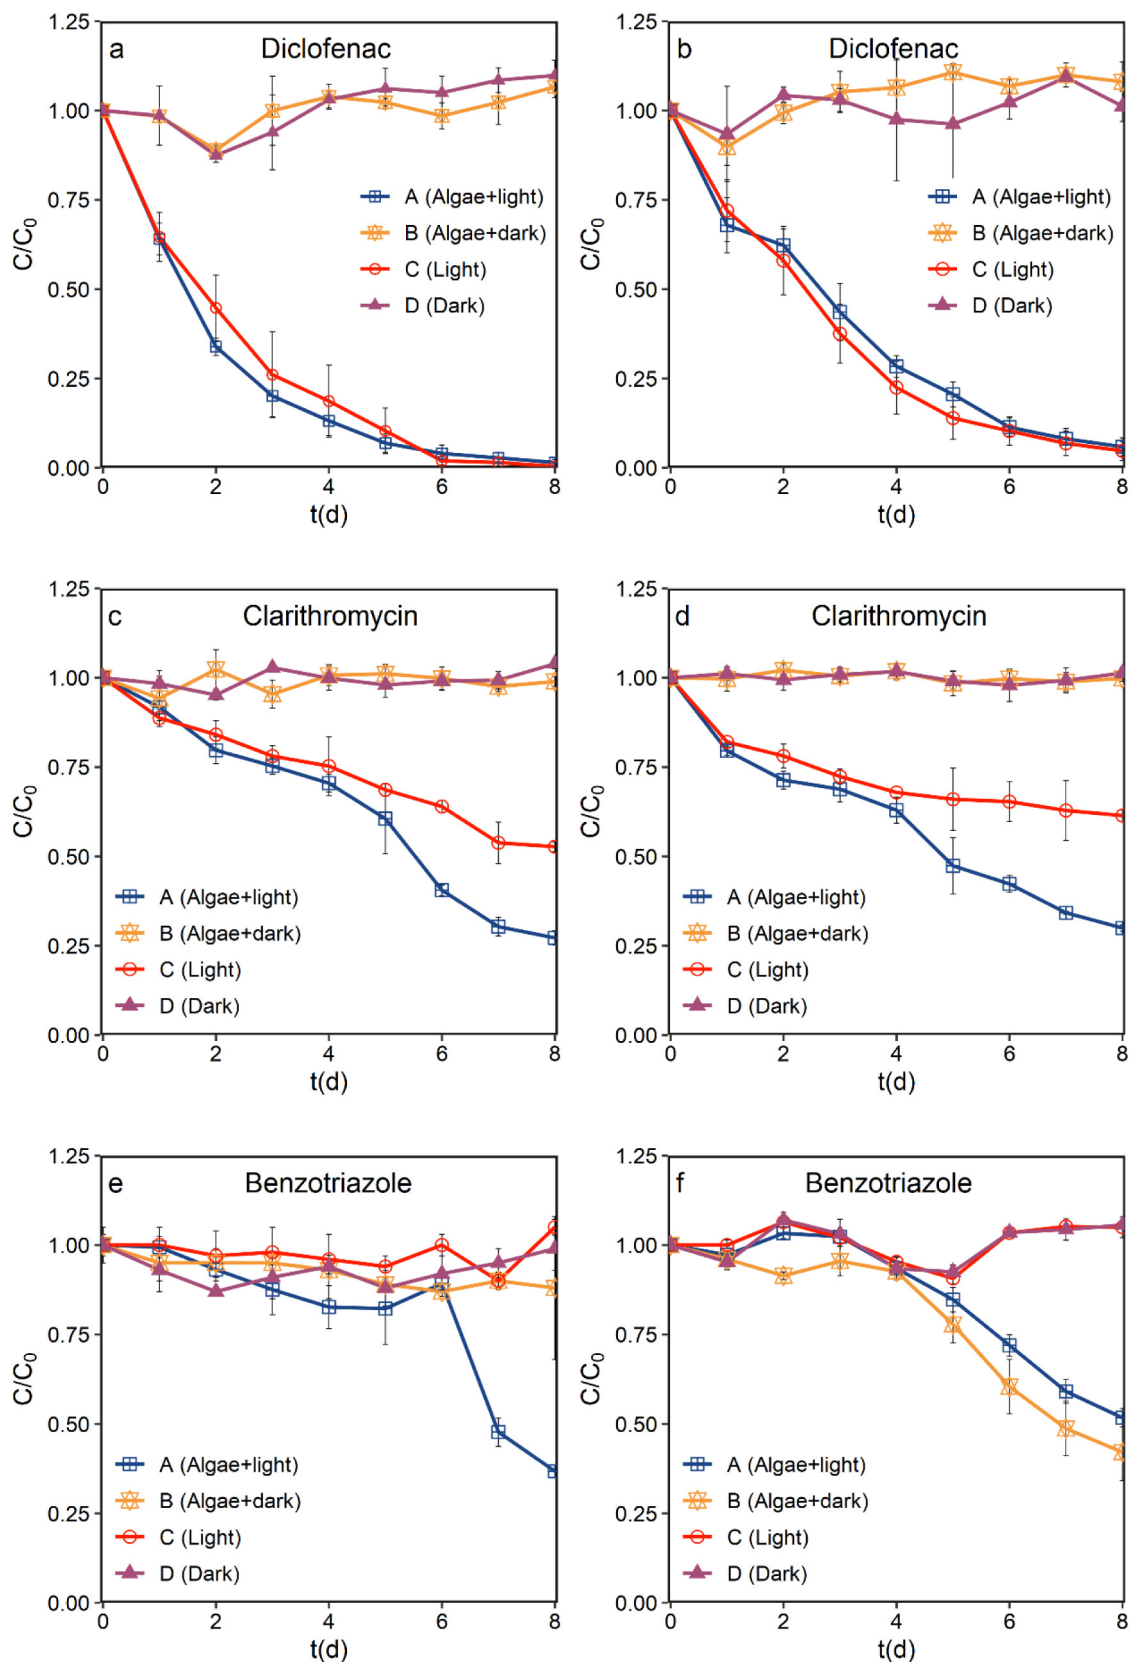 a Diclofenac
1.25
1.00
0.75
0.50
0.25
0.00
C/C0
A (Algae+light)
B (Algae+dark)
C (Light)
D (Dark)
0 2 4 6 8
t(d)
b Diclofenac
1.25
1.00
0.75
0.50
0.25
0.00
C/C0
A (Algae+light)
B (Algae+dark)
C (Light)
D (Dark)
0 2 4 6 8
t(d)
c Clarithromycin
1.25
1.00
0.75
0.50
0.25
0.00
C/C0
A (Algae+light)
B (Algae+dark)
C (Light)
D (Dark)
0 2 4 6 8
t(d)
d Clarithromycin
1.25
1.00
0.75
0.50
0.25
0.00
C/C0
A (Algae+light)
B (Algae+dark)
C (Light)
D (Dark)
0 2 4 6 8
t(d)
e Benzotriazole
1.25
1.00
0.75
0.50
0.25
0.00
C/C0
A (Algae+light)
B (Algae+dark)
C (Light)
D (Dark)
0 2 4 6 8
t(d)
f Benzotriazole
1.25
1.00
0.75
0.50
0.25
0.00
C/C0
A (Algae+light)
B (Algae+dark)
C (Light)
D (Dark)
0 2 4 6 8
t(d)